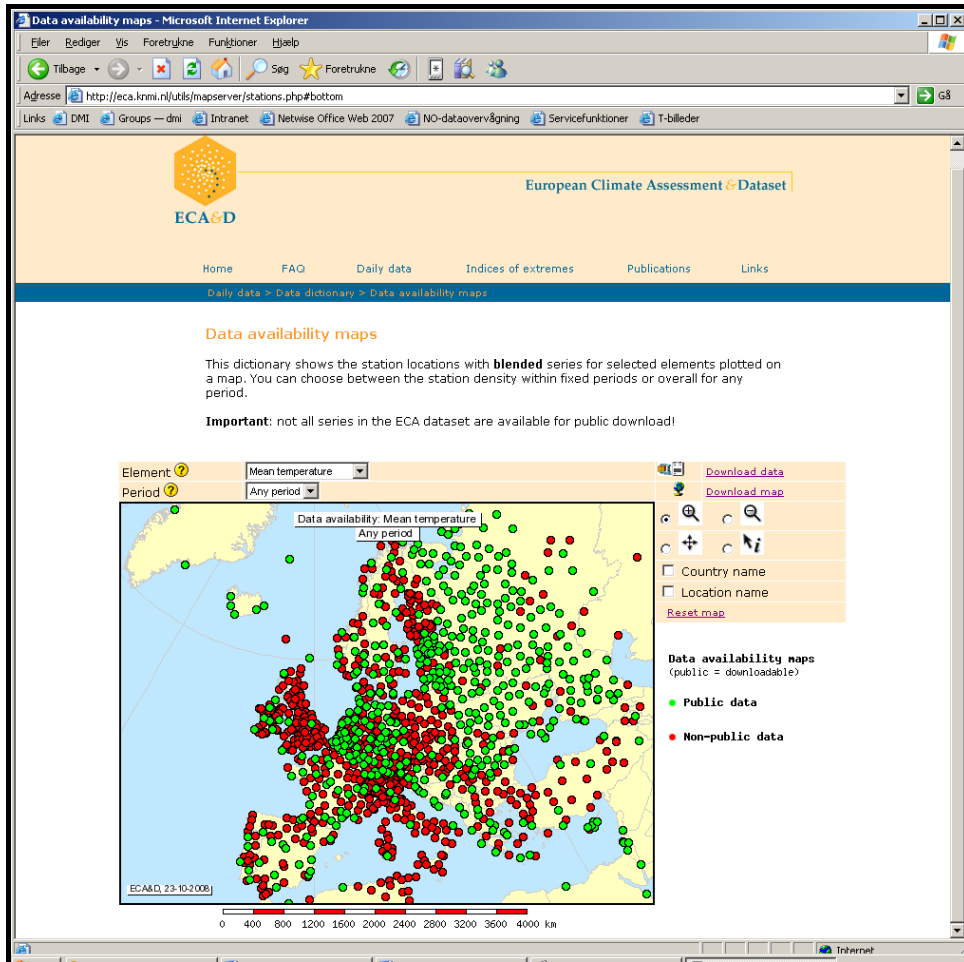 Data availability maps - Microsoft Internet Explorer
Filer Rediger Vis Foretrukne Funktioner Hjælp
Tilbage Søg Foretrukne
Adresse http://eca.knmi.nl/utils/mapserver/stations.php#bottom Gå
Links DMI Groups — dmi Intranet Netwise Office Web 2007 NO-dataovervågning Servicefunktioner T-billeder
European Climate Assessment & Dataset
ECA&D
Home FAQ Daily data Indices of extremes Publications Links
Daily data > Data dictionary > Data availability maps
Data availability maps
This dictionary shows the station locations with blended series for selected elements plotted on
a map. You can choose between the station density within fixed periods or overall for any
period.
Important: not all series in the ECA dataset are available for public download!
Element ? Mean temperature Download data
Period ? Any period Download map
Data availability: Mean temperature
Any period
Country name
Location name
Reset map
Data availability maps
(public = downloadable)
Public data
Non-public data
ECA&D, 23-10-2008
0 400 800 1200 1600 2000 2400 2800 3200 3600 4000 km
Internet